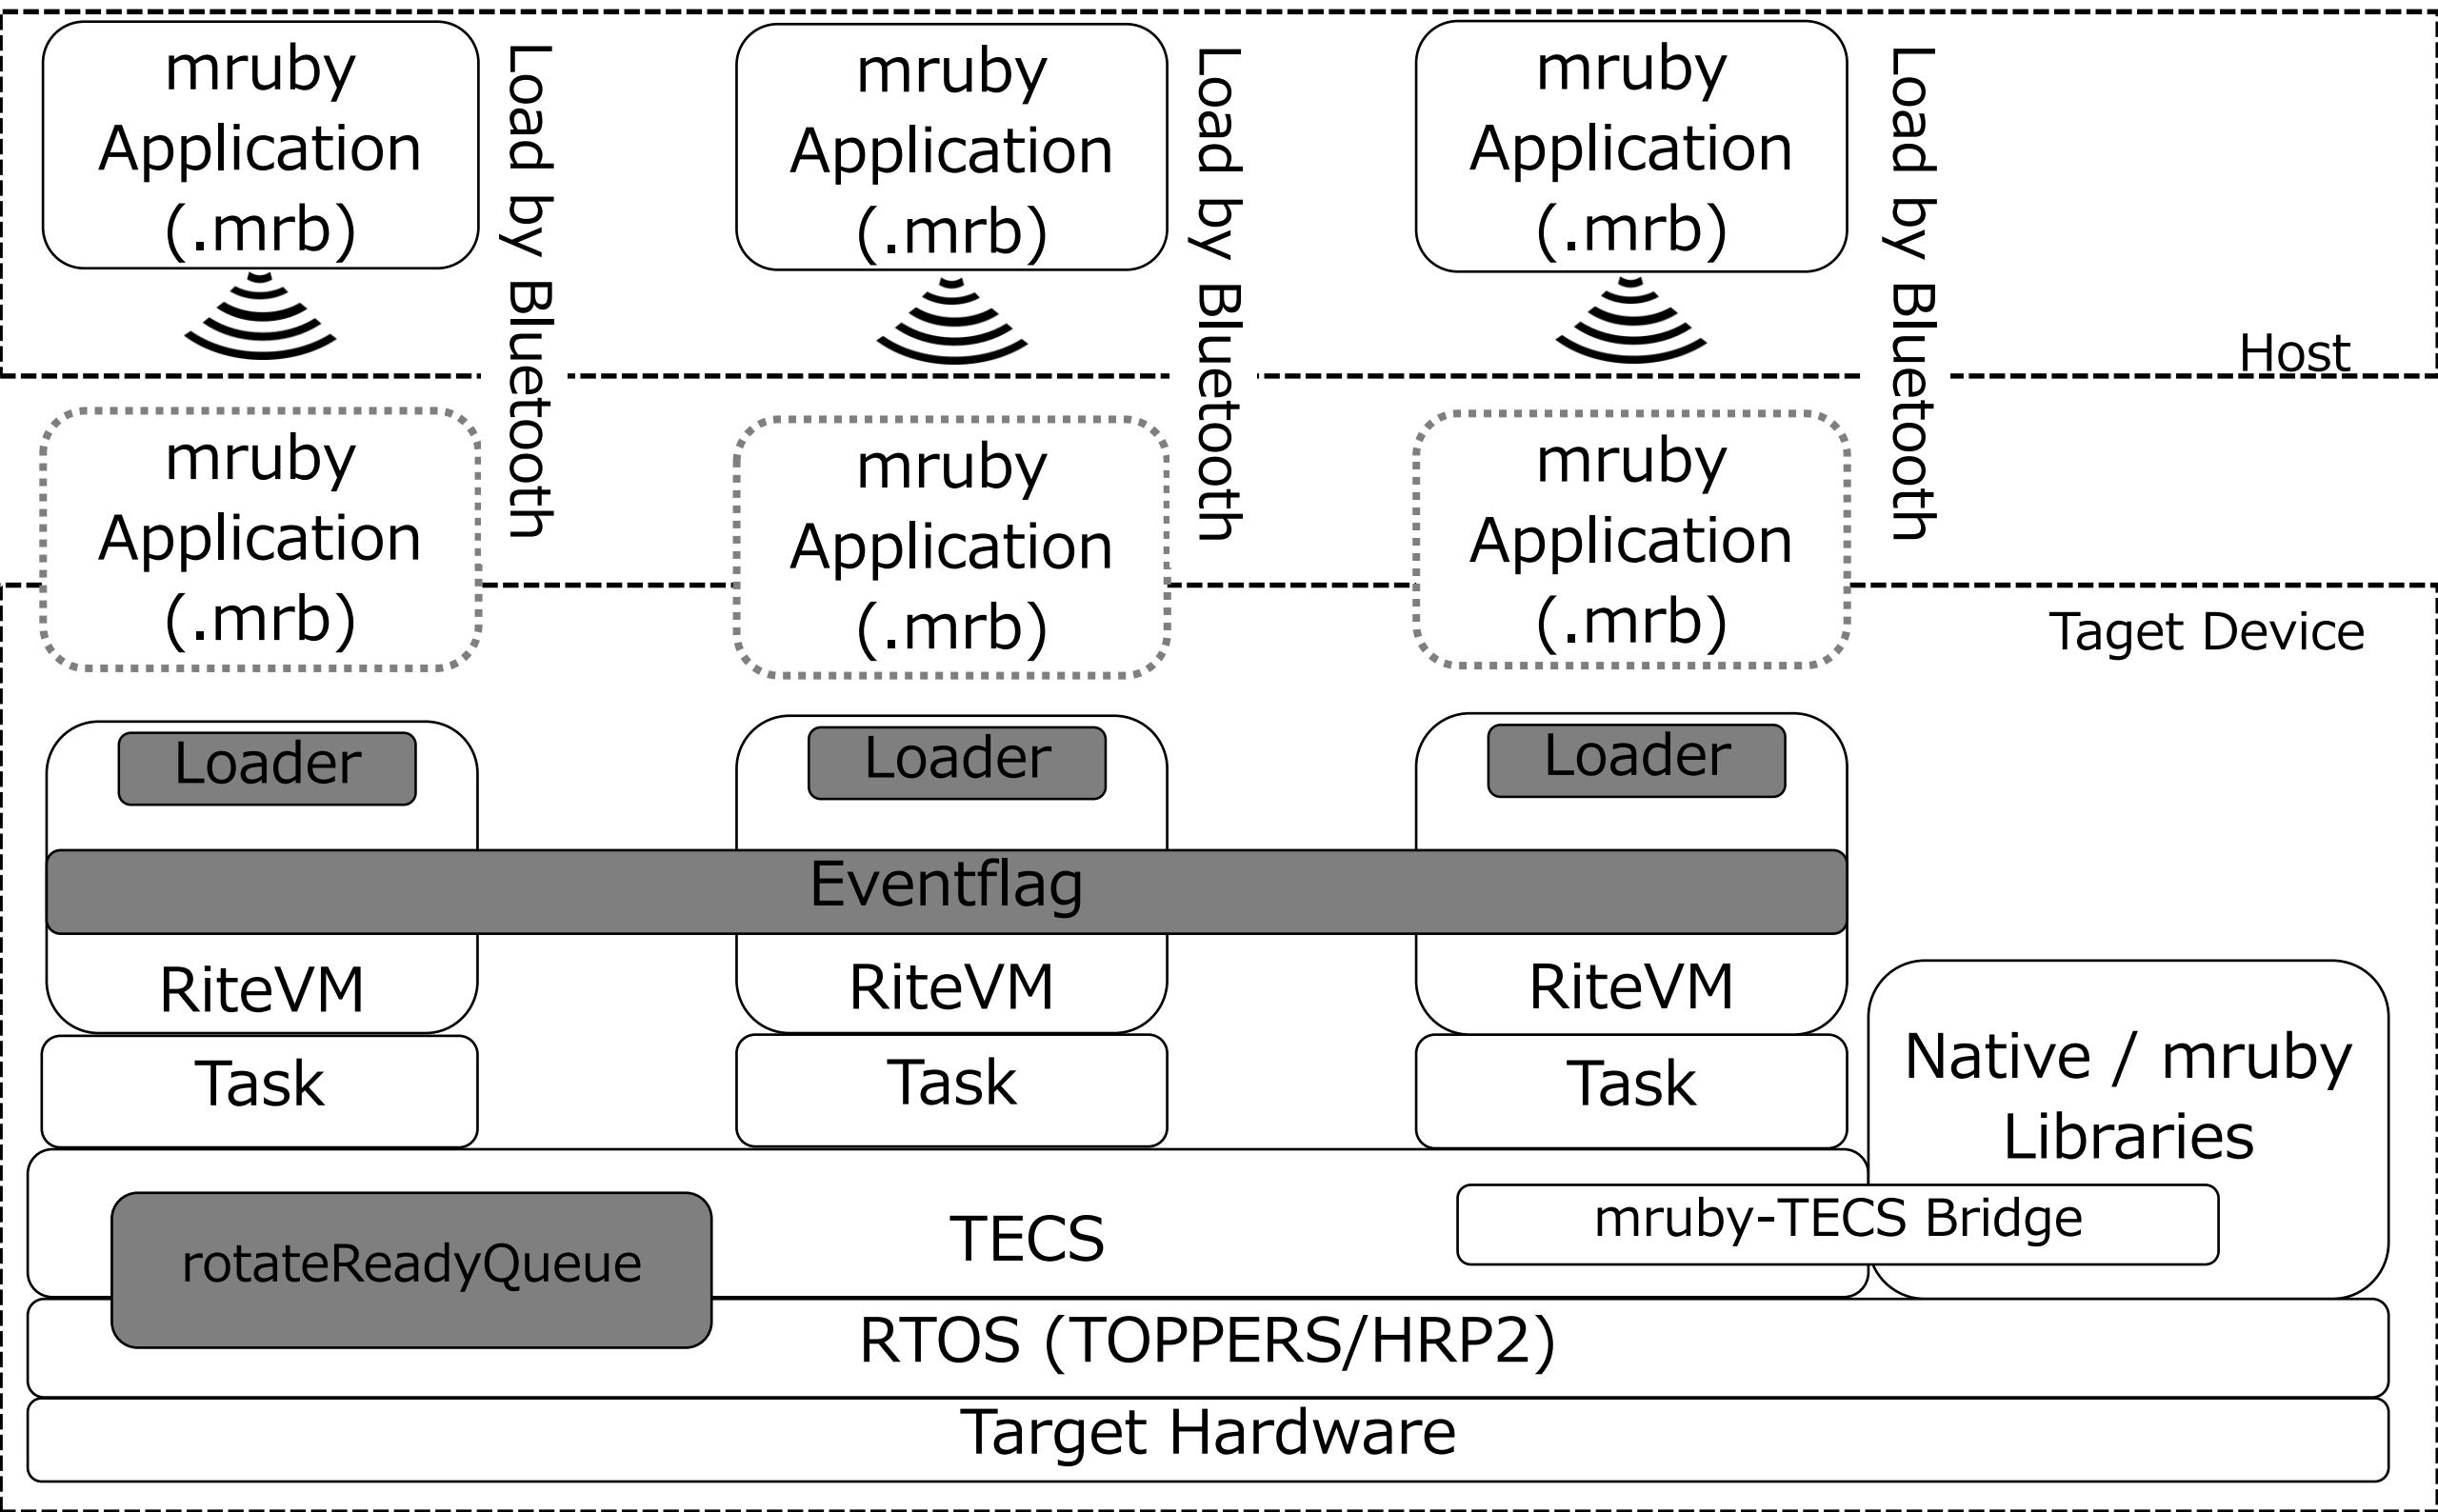 mruby
Application
(.mrb)
Load by Bluetooth
mruby
Application
(.mrb)
Load by Bluetooth
mruby
Application
(.mrb)
Load by Bluetooth
Host
mruby
Application
(.mrb)
mruby
Application
(.mrb)
mruby
Application
(.mrb)
Taget Device
Loader
Loader
Loader
Eventflag
RiteVM
RiteVM
RiteVM
Task
Task
Task
Native / mruby
Libraries
rotateReadyQueue
TECS
mruby-TECS Bridge
RTOS (TOPPERS/HRP2)
Target Hardware